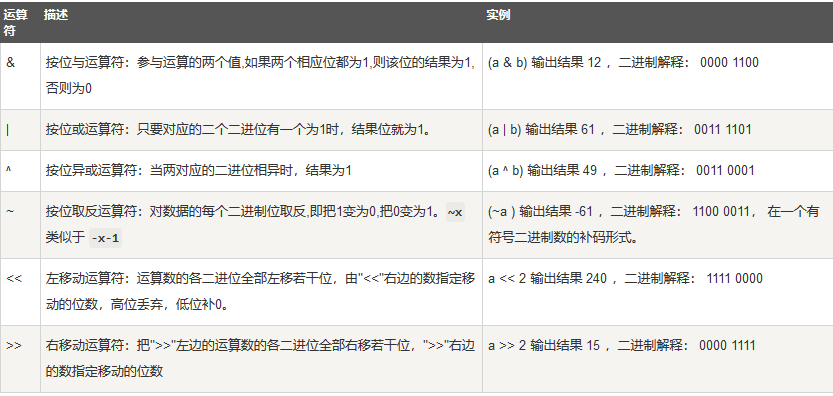 运算 描述 实例
符
& 按位与运算符：参与运算的两个值,如果两个相应位都为1,则该位的结果为1, (a & b) 输出结果 12 ，二进制解释： 0000 1100
否则为0
| 按位或运算符：只要对应的二个二进位有一个为1时，结果位就为1。 (a | b) 输出结果 61 ，二进制解释： 0011 1101
^ 按位异或运算符：当两对应的二进位相异时，结果为1 (a ^ b) 输出结果 49 ，二进制解释： 0011 0001
~ 按位取反运算符：对数据的每个二进制位取反,即把1变为0,把0变为1。~x (~a ) 输出结果 -61 ，二进制解释： 1100 0011， 在一个有
类似于 -x-1 符号二进制数的补码形式。
<< 左移动运算符：运算数的各二进位全部左移若干位，由"<<"右边的数指定移 a << 2 输出结果 240 ，二进制解释： 1111 0000
动的位数，高位丢弃，低位补0。
>> 右移动运算符：把">>"左边的运算数的各二进位全部右移若干位，">>"右边 a >> 2 输出结果 15 ，二进制解释： 0000 1111
的数指定移动的位数